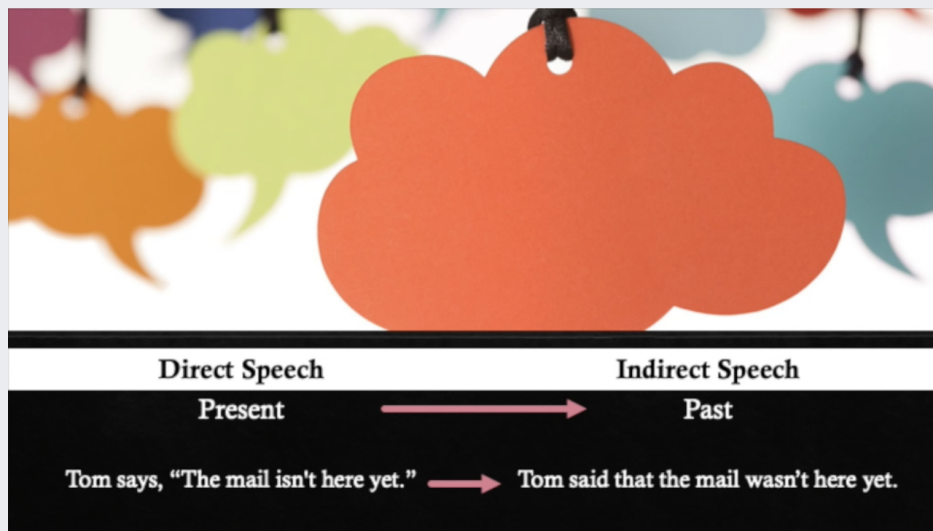 Direct Speech Indirect Speech
Present Past
Tom says, “The mail isn't here yet.” Tom said that the mail wasn’t here yet.